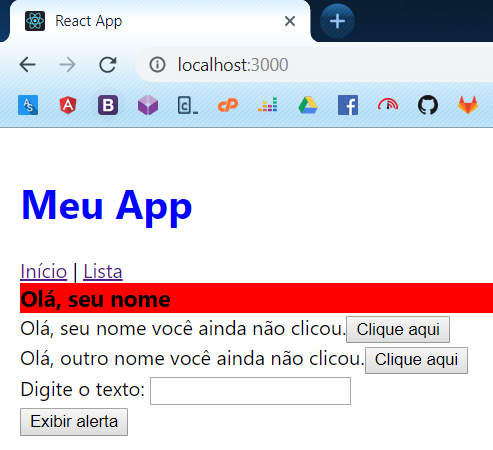 React App
localhost:3000
Meu App
Início | Lista
Olá, seu nome
Olá, seu nome você ainda não clicou. Clique aqui
Olá, outro nome você ainda não clicou. Clique aqui
Digite o texto:
Exibir alerta